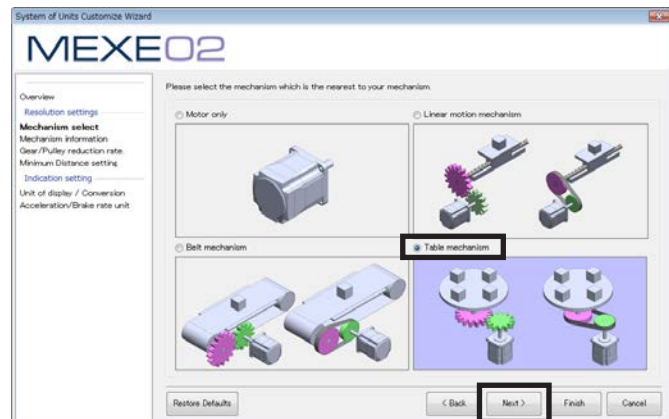 System of Units Customize Wizard
MEXE02
Please select the mechanism which is the nearest to your mechanism.
Overview
Resolution settings
Mechanism select
Mechanism information
Gear/Pulley reduction rate
Minimum Distance setting
Indication setting
Unit of display / Conversion
Acceleration/Brake rate unit
Motor only
Linear motion mechanism
Belt mechanism
Table mechanism
Restore Defaults
< Back
Next >
Finish
Cancel